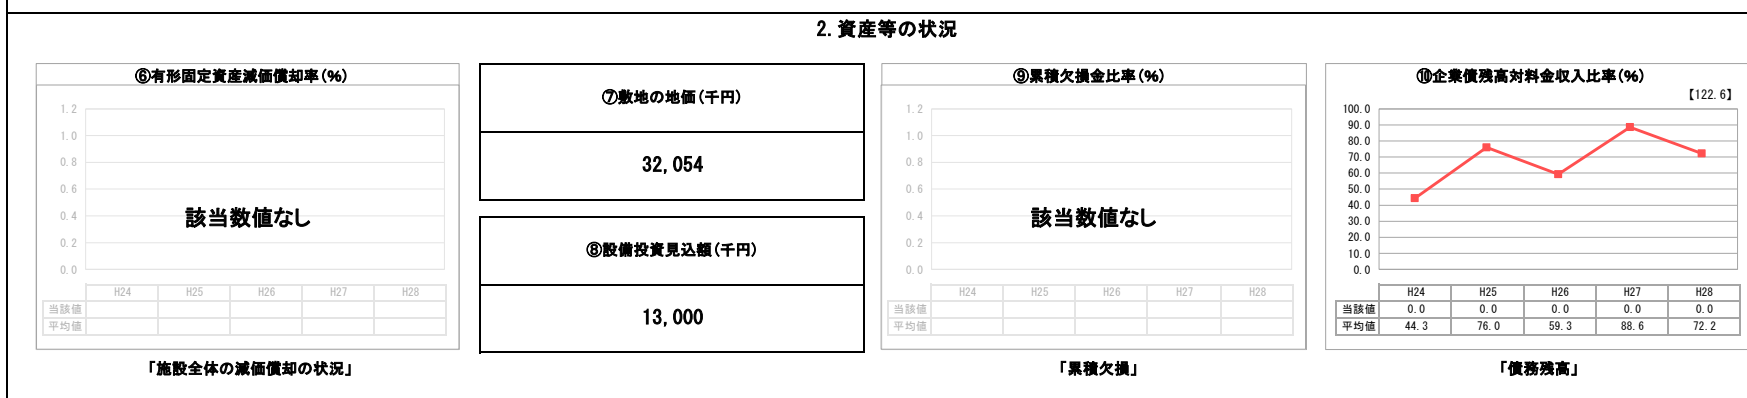 2.資産等の状況
⑥有形固定資産減価償却率(%)
1.2
1.0
0.8
0.6
0.4
0.2
0.0
該当数値なし
H24 H25 H26 H27 H28
当該値
平均値
「施設全体の減価償却の状況」
⑦敷地の地価(千円)
32,054
⑧設備投資見込額(千円)
13,000
⑨累積欠損金比率(%)
1.2
1.0
0.8
0.6
0.4
0.2
0.0
該当数値なし
H24 H25 H26 H27 H28
当該値
平均値
「累積欠損」
⑩企業債残高対料金収入比率(%)
【122.6】
100.0
90.0
80.0
70.0
60.0
50.0
40.0
30.0
20.0
10.0
0.0
H24 H25 H26 H27 H28
当該値 0.0 0.0 0.0 0.0 0.0
平均値 44.3 76.0 59.3 88.6 72.2
「債務残高」